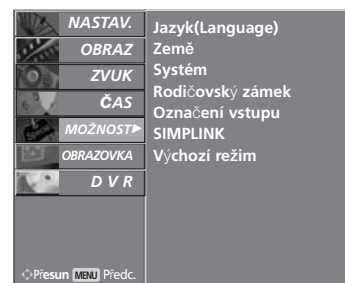 NASTAV.
OBRAZ
ZVUK
ČAS
MOŽNOST
OBRAZOVKA
D V R
Jazyk(Language)
Země
Systém
Rodičovský zámek
Označení vstupu
SIMPLINK
Výchozí režim
Přesun MENU Předc.